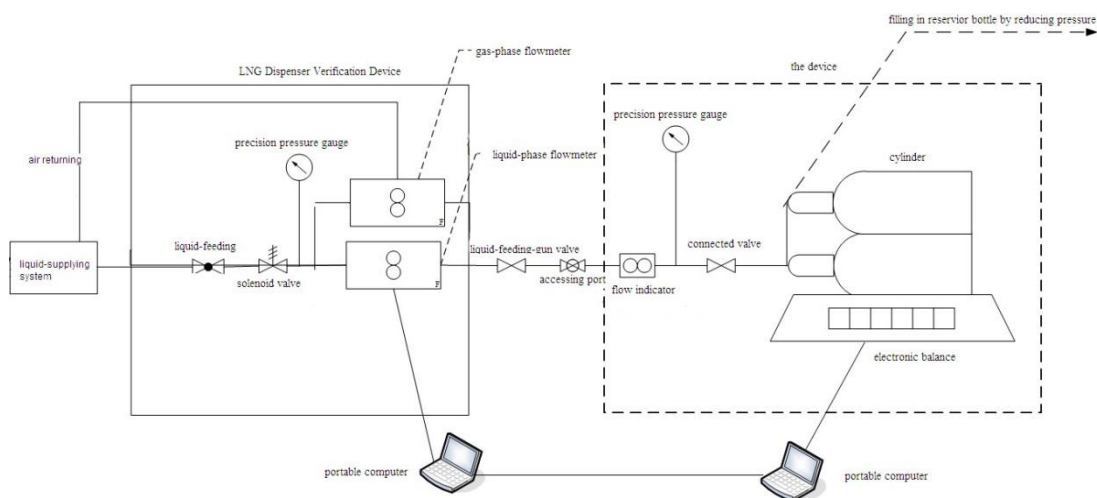 filling in reservior bottle by reducing pressure
gas-phase flowmeter
LNG Dispenser Verification Device
the device
precision pressure gauge
precision pressure gauge
liquid-phase flowmeter
air returning
cylinder
F
liquid-feeding
liquid-feeding-gun valve
connected valve
liquid-supplying
system
solenoid valve
F
accessing port
flow indicator
electronic balance
portable computer
portable computer